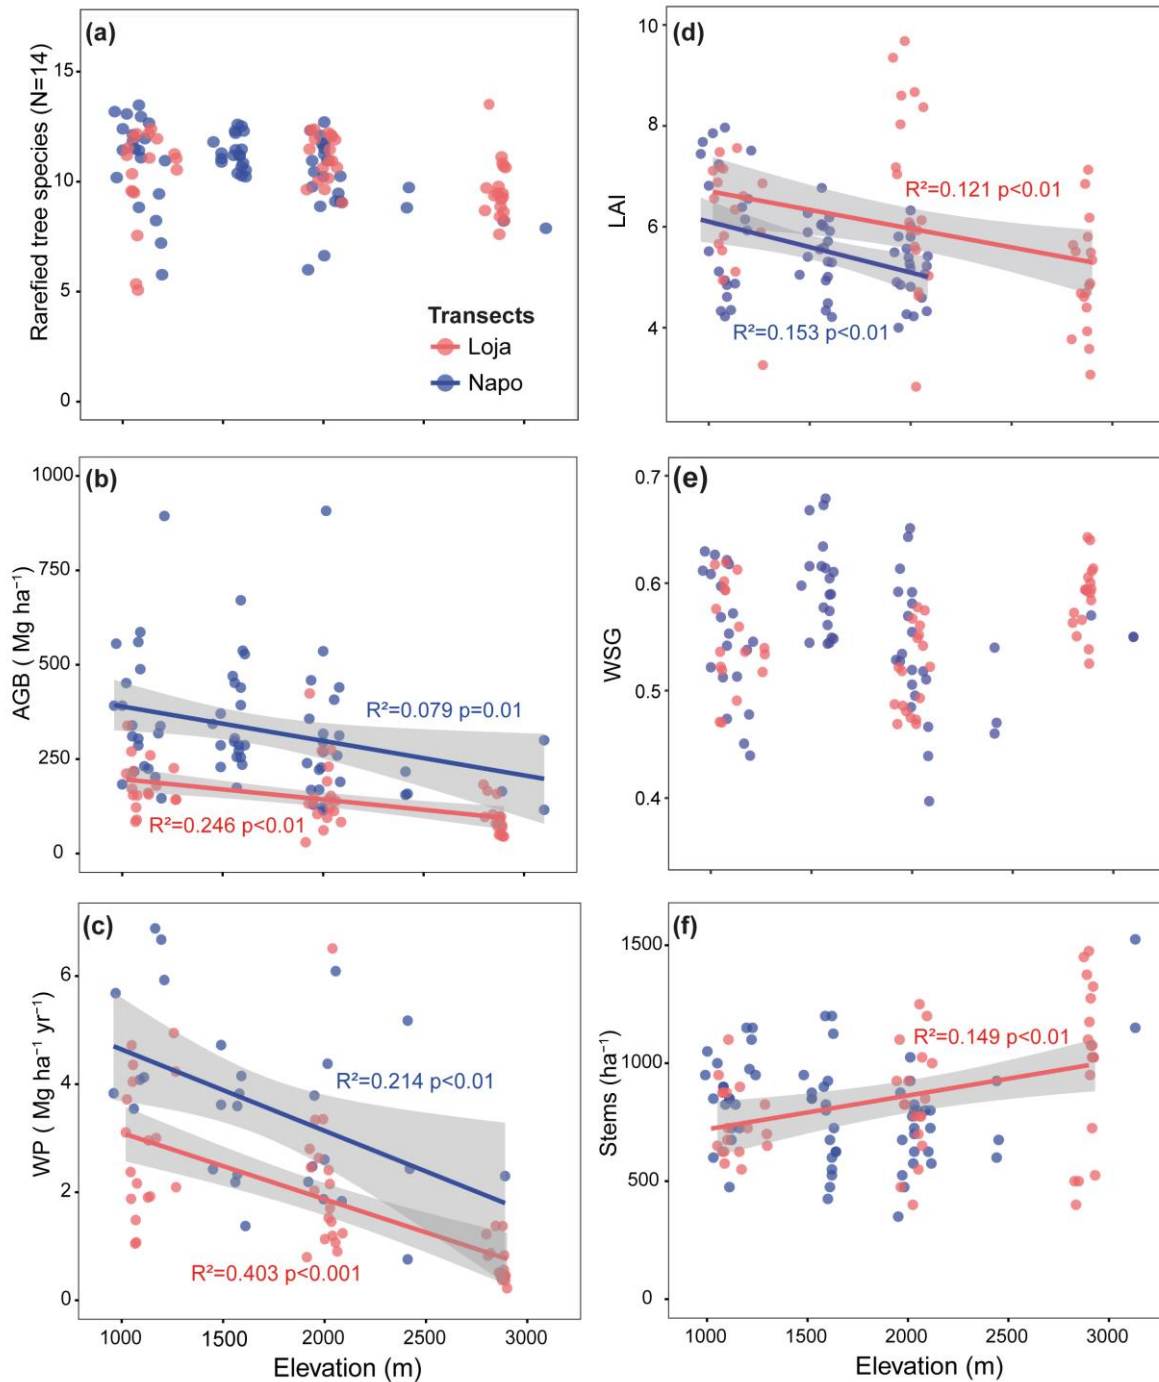 (a)
Rarefied tree species (N=14)
15
10
5
0
Transects
Loja
Napo
(b)
AGB ( Mg ha⁻¹)
1000
750
500
250
0
R²=0.079 p=0.01
R²=0.246 p<0.01
(c)
WP ( Mg ha⁻¹ yr⁻¹)
6
4
2
0
R²=0.214 p<0.01
R²=0.403 p<0.001
1000 1500 2000 2500 3000
Elevation (m)
(d)
LAI
10
8
6
4
R²=0.121 p<0.01
R²=0.153 p<0.01
(e)
WSG
0.7
0.6
0.5
0.4
(f)
Stems (ha⁻¹)
1500
1000
500
0
R²=0.149 p<0.01
1000 1500 2000 2500 3000
Elevation (m)